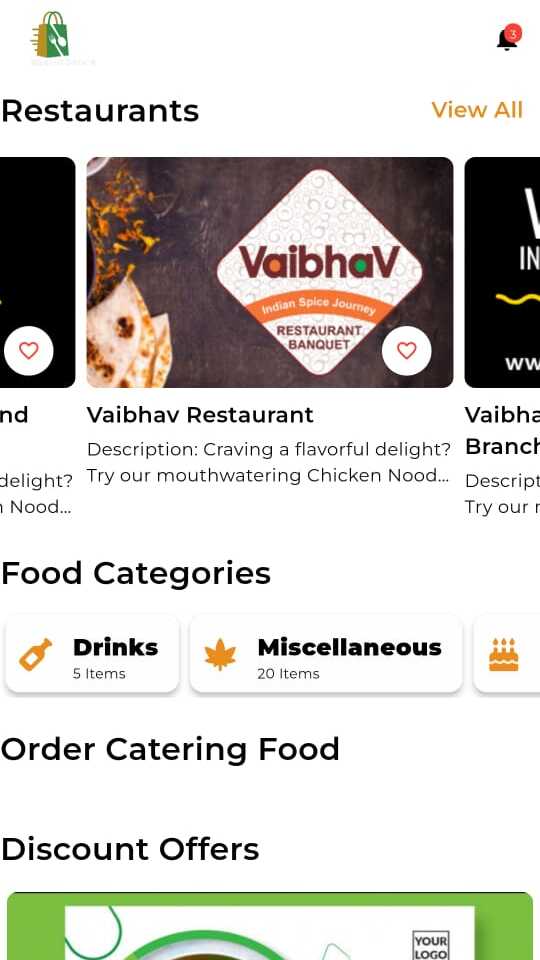 3
Restaurants
View All
VaibhaV
Indian Spice Journey
RESTAURANT
BANQUET
IN
ww
nd
Vaibhav Restaurant
Vaibha
Branch
Description: Craving a flavorful delight?
Try our mouthwatering Chicken Nood...
delight?
n Nood...
Descript
Try our r
Food Categories
Drinks
5 Items
Miscellaneous
20 Items
Order Catering Food
Discount Offers
YOUR
LOGO